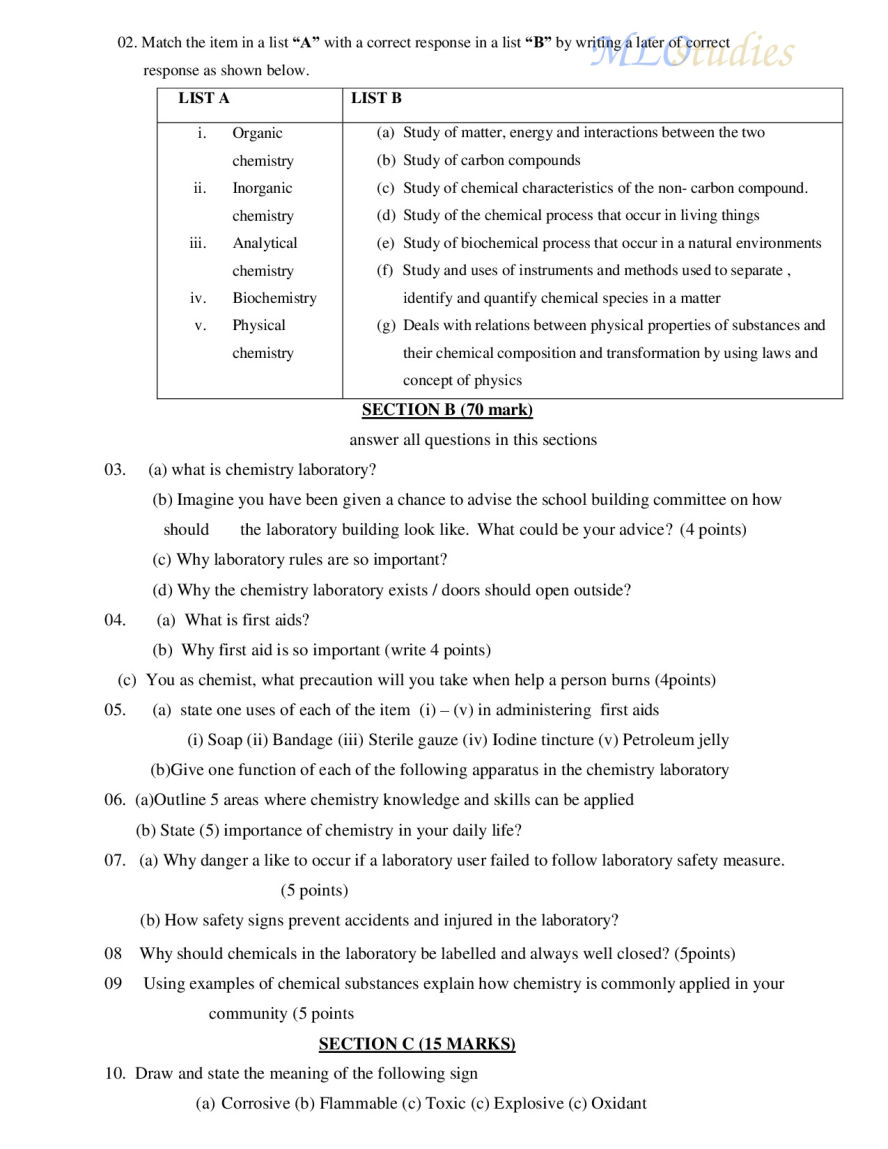 MLOStudies
02. Match the item in a list “A” with a correct response in a list “B” by writing a later of correct
response as shown below.
LIST A LIST B
i. Organic (a) Study of matter, energy and interactions between the two
chemistry (b) Study of carbon compounds
ii. Inorganic (c) Study of chemical characteristics of the non- carbon compound.
chemistry (d) Study of the chemical process that occur in living things
iii. Analytical (e) Study of biochemical process that occur in a natural environments
chemistry (f) Study and uses of instruments and methods used to separate ,
iv. Biochemistry identify and quantify chemical species in a matter
v. Physical (g) Deals with relations between physical properties of substances and
chemistry their chemical composition and transformation by using laws and
concept of physics
SECTION B (70 mark)
answer all questions in this sections
03. (a) what is chemistry laboratory?
(b) Imagine you have been given a chance to advise the school building committee on how
should the laboratory building look like. What could be your advice? (4 points)
(c) Why laboratory rules are so important?
(d) Why the chemistry laboratory exists / doors should open outside?
04. (a) What is first aids?
(b) Why first aid is so important (write 4 points)
(c) You as chemist, what precaution will you take when help a person burns (4points)
05. (a) state one uses of each of the item (i) – (v) in administering first aids
(i) Soap (ii) Bandage (iii) Sterile gauze (iv) Iodine tincture (v) Petroleum jelly
(b)Give one function of each of the following apparatus in the chemistry laboratory
06. (a)Outline 5 areas where chemistry knowledge and skills can be applied
(b) State (5) importance of chemistry in your daily life?
07. (a) Why danger a like to occur if a laboratory user failed to follow laboratory safety measure.
(5 points)
(b) How safety signs prevent accidents and injured in the laboratory?
08 Why should chemicals in the laboratory be labelled and always well closed? (5points)
09 Using examples of chemical substances explain how chemistry is commonly applied in your
community (5 points
SECTION C (15 MARKS)
10. Draw and state the meaning of the following sign
(a) Corrosive (b) Flammable (c) Toxic (c) Explosive (c) Oxidant